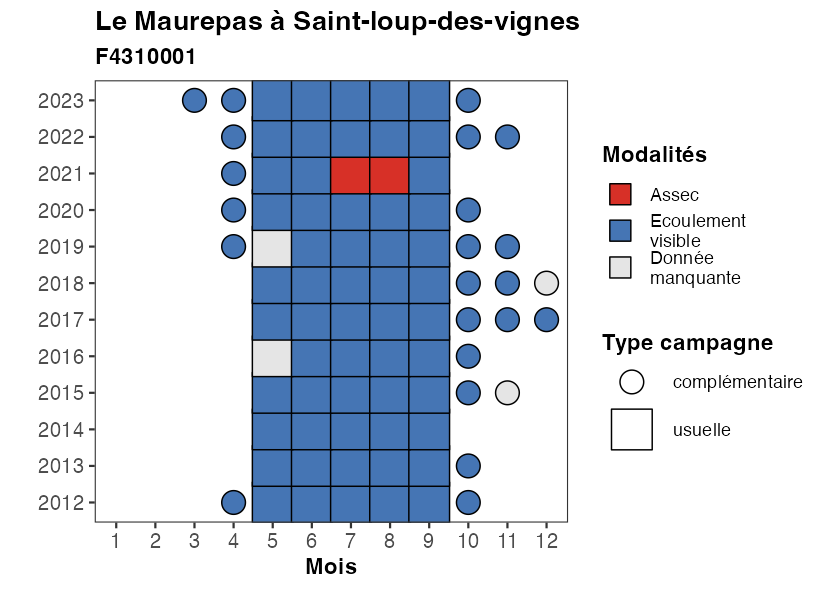 Le Maurepas à Saint-loup-des-vignes
F4310001
2023
2022
2021
2020
2019
2018
2017
2016
2015
2014
2013
2012
1 2 3 4 5 6 7 8 9 10 11 12
Mois
Modalités
Assec
Ecoulement
visible
Donnée
manquante
Type campagne
complémentaire
usuelle